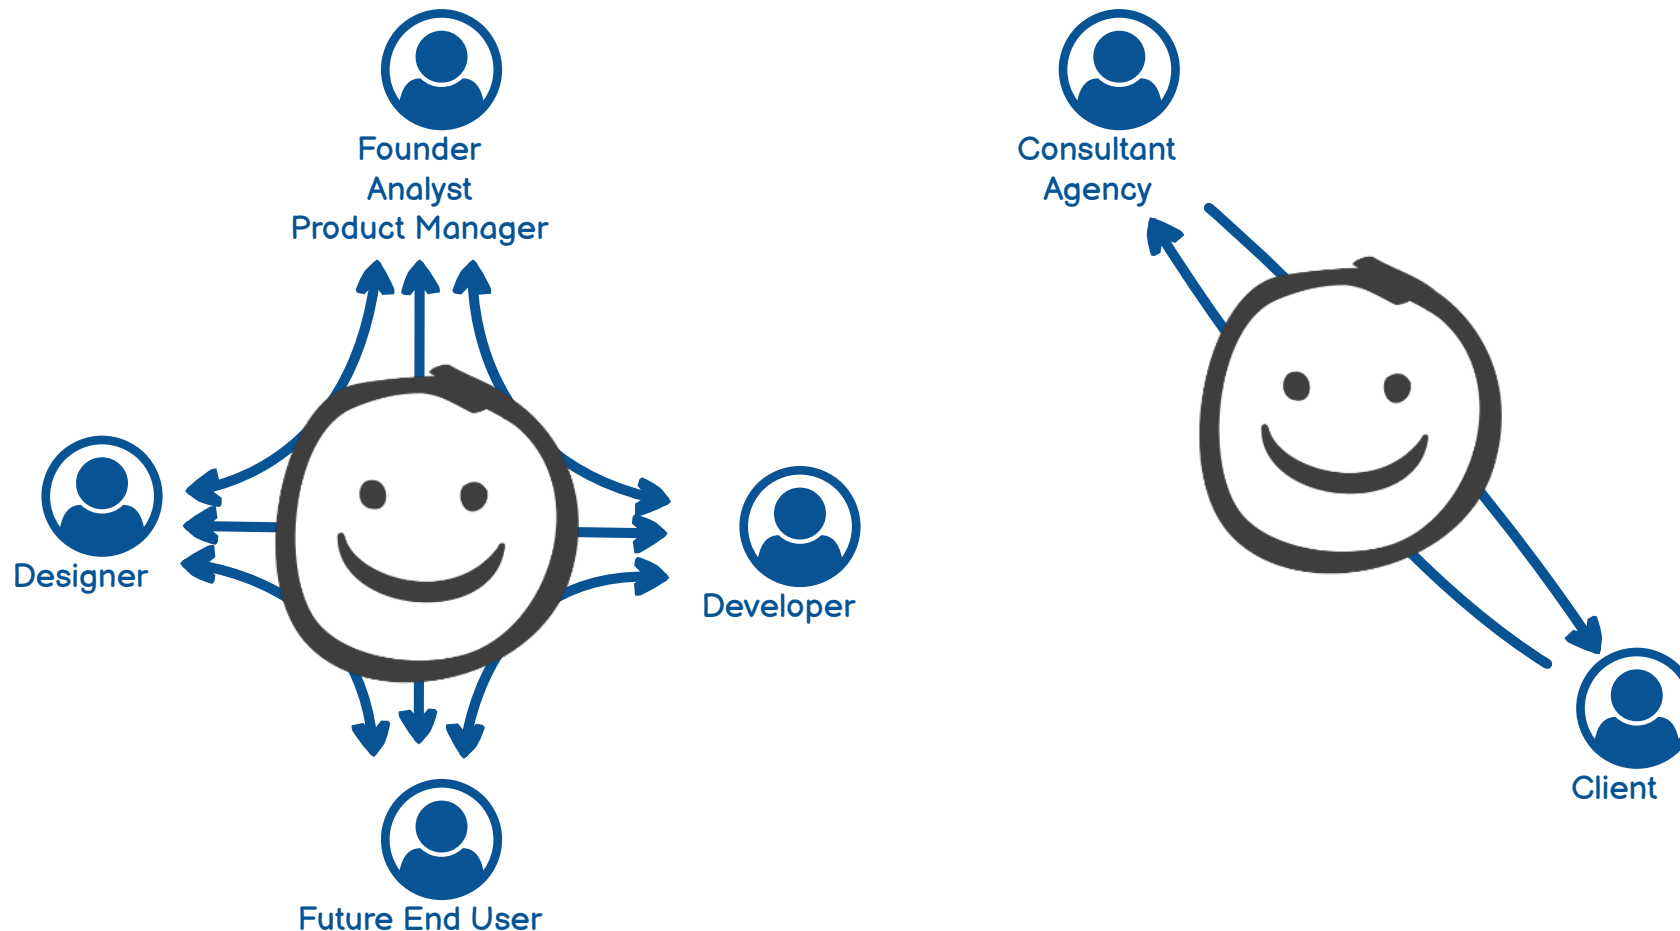 Founder
Analyst
Product Manager
Designer
Developer
Future End User
Consultant
Agency
Client